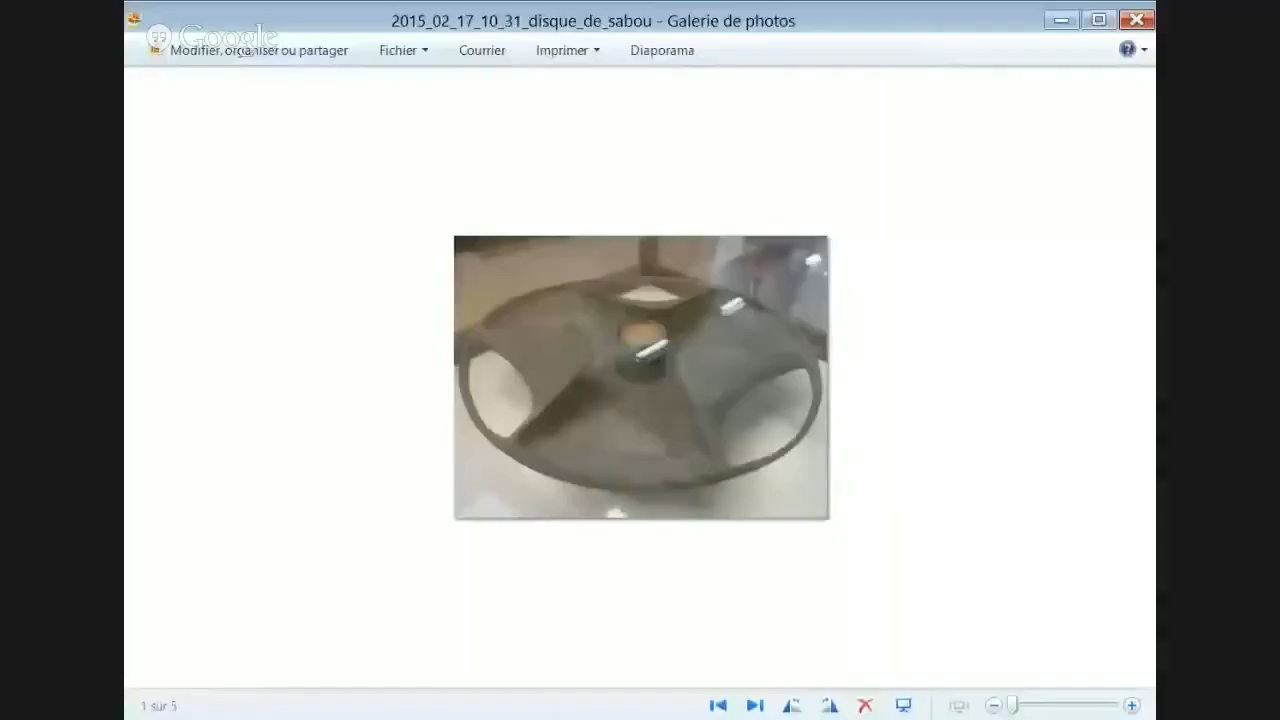 2015_02_17_10_31_disque_de_sabou - Galerie de photos
Google
Modifier, organiser ou partager Fichier Courrier Imprimer Diaporama
1 sur 5